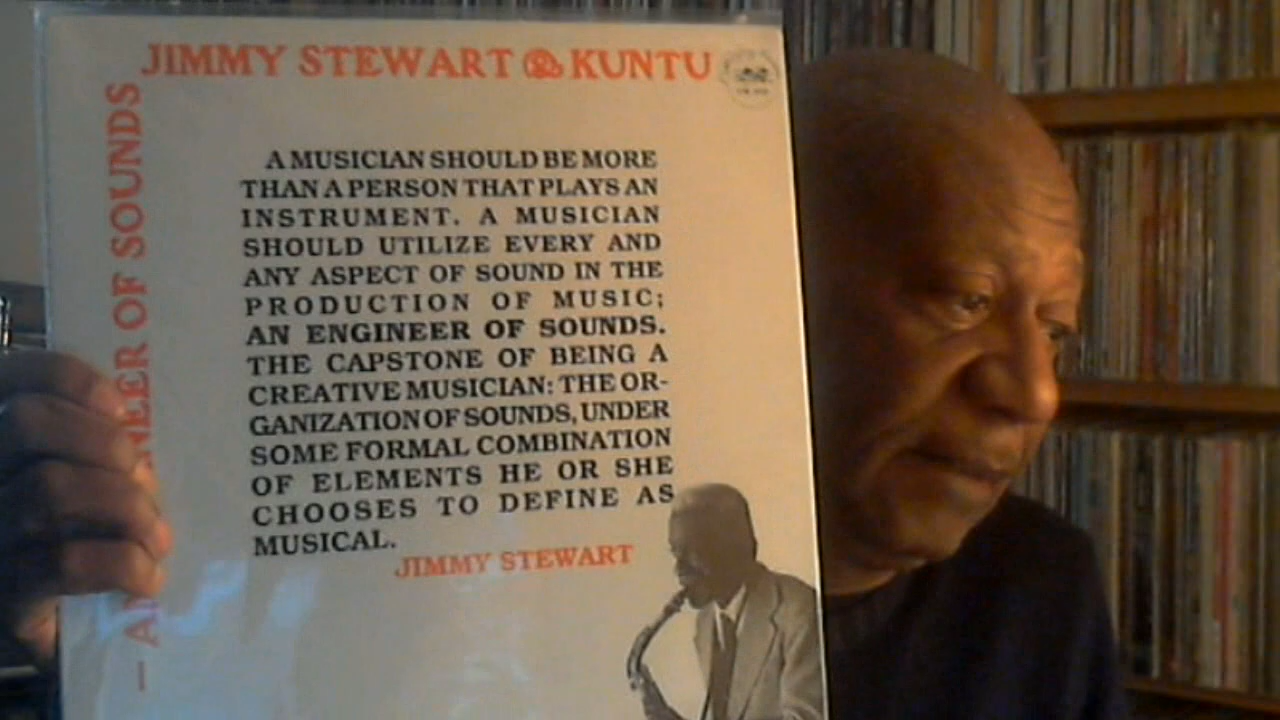 JIMMY STEWART & KUNTU
A MUSICIAN SHOULD BE MORE
THAN A PERSON THAT PLAYS AN
INSTRUMENT. A MUSICIAN
SHOULD UTILIZE EVERY AND
ANY ASPECT OF SOUND IN THE
PRODUCTION OF MUSIC;
AN ENGINEER OF SOUNDS.
THE CAPSTONE OF BEING A
CREATIVE MUSICIAN: THE OR-
GANIZATION OF SOUNDS, UNDER
SOME FORMAL COMBINATION
OF ELEMENTS HE OR SHE
CHOOSES TO DEFINE AS
MUSICAL.
JIMMY STEWART
OF SOUNDS